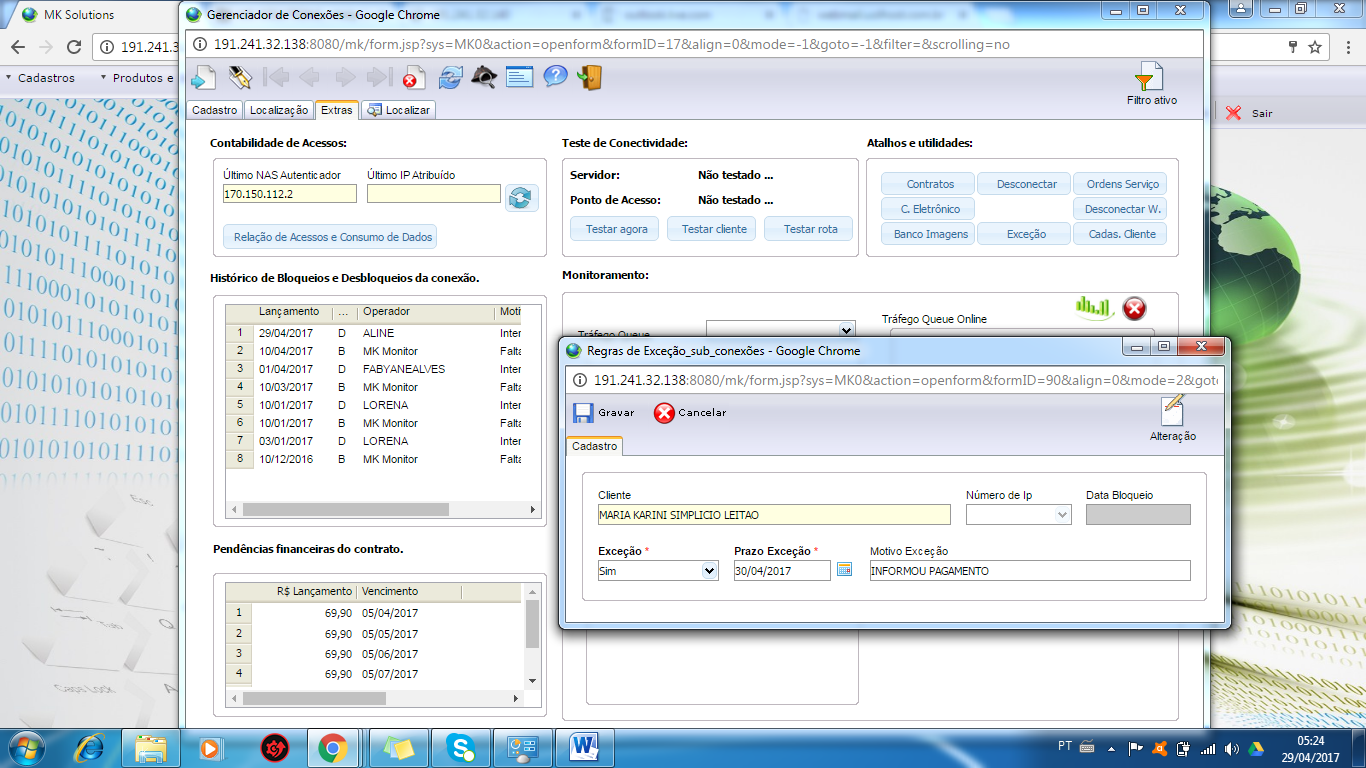 MK Solutions
Gerenciador de Conexões - Google Chrome
191.241.3
191.241.32.138:8080/mk/form.jsp?sys=MK0&action=openform&formID=17&align=0&mode=-1&goto=-1&filter=&scrolling=no
Cadastros
Produtos e
Filtro ativo
Sair
Cadastro
Localização
Extras
Localizar
Contabilidade de Acessos:
Último NAS Autenticador
Último IP Atribuído
170.150.112.2
Relação de Acessos e Consumo de Dados
Teste de Conectividade:
Servidor:
Não testado ...
Ponto de Acesso:
Não testado ...
Testar agora
Testar cliente
Testar rota
Atalhos e utilidades:
Contratos
Desconectar
Ordens Serviço
C. Eletrônico
Desconectar W.
Banco Imagens
Exceção
Cadas. Cliente
Histórico de Bloqueios e Desbloqueios da conexão.
Lançamento ... Operador Moti
1 29/04/2017 D ALINE Inter
2 10/04/2017 B MK Monitor Falta
3 01/04/2017 D FABYANEALVES Inter
4 10/03/2017 B MK Monitor Falta
5 10/01/2017 D LORENA Inter
6 10/01/2017 B MK Monitor Falta
7 03/01/2017 D LORENA Inter
8 10/12/2016 B MK Monitor Falta
Monitoramento:
Tráfego Queue
Tráfego Queue Online
Pendências financeiras do contrato.
R$ Lançamento Vencimento
1 69,90 05/04/2017
2 69,90 05/05/2017
3 69,90 05/06/2017
4 69,90 05/07/2017
Regras de Exceção_sub_conexões - Google Chrome
191.241.32.138:8080/mk/form.jsp?sys=MK0&action=openform&formID=90&align=0&mode=2&goto
Gravar
Cancelar
Alteração
Cadastro
Cliente
Número de Ip
Data Bloqueio
MARIA KARINI SIMPLICIO LEITAO
Exceção *
Prazo Exceção *
Motivo Exceção
Sim
30/04/2017
INFORMOU PAGAMENTO
PT
05:24
29/04/2017